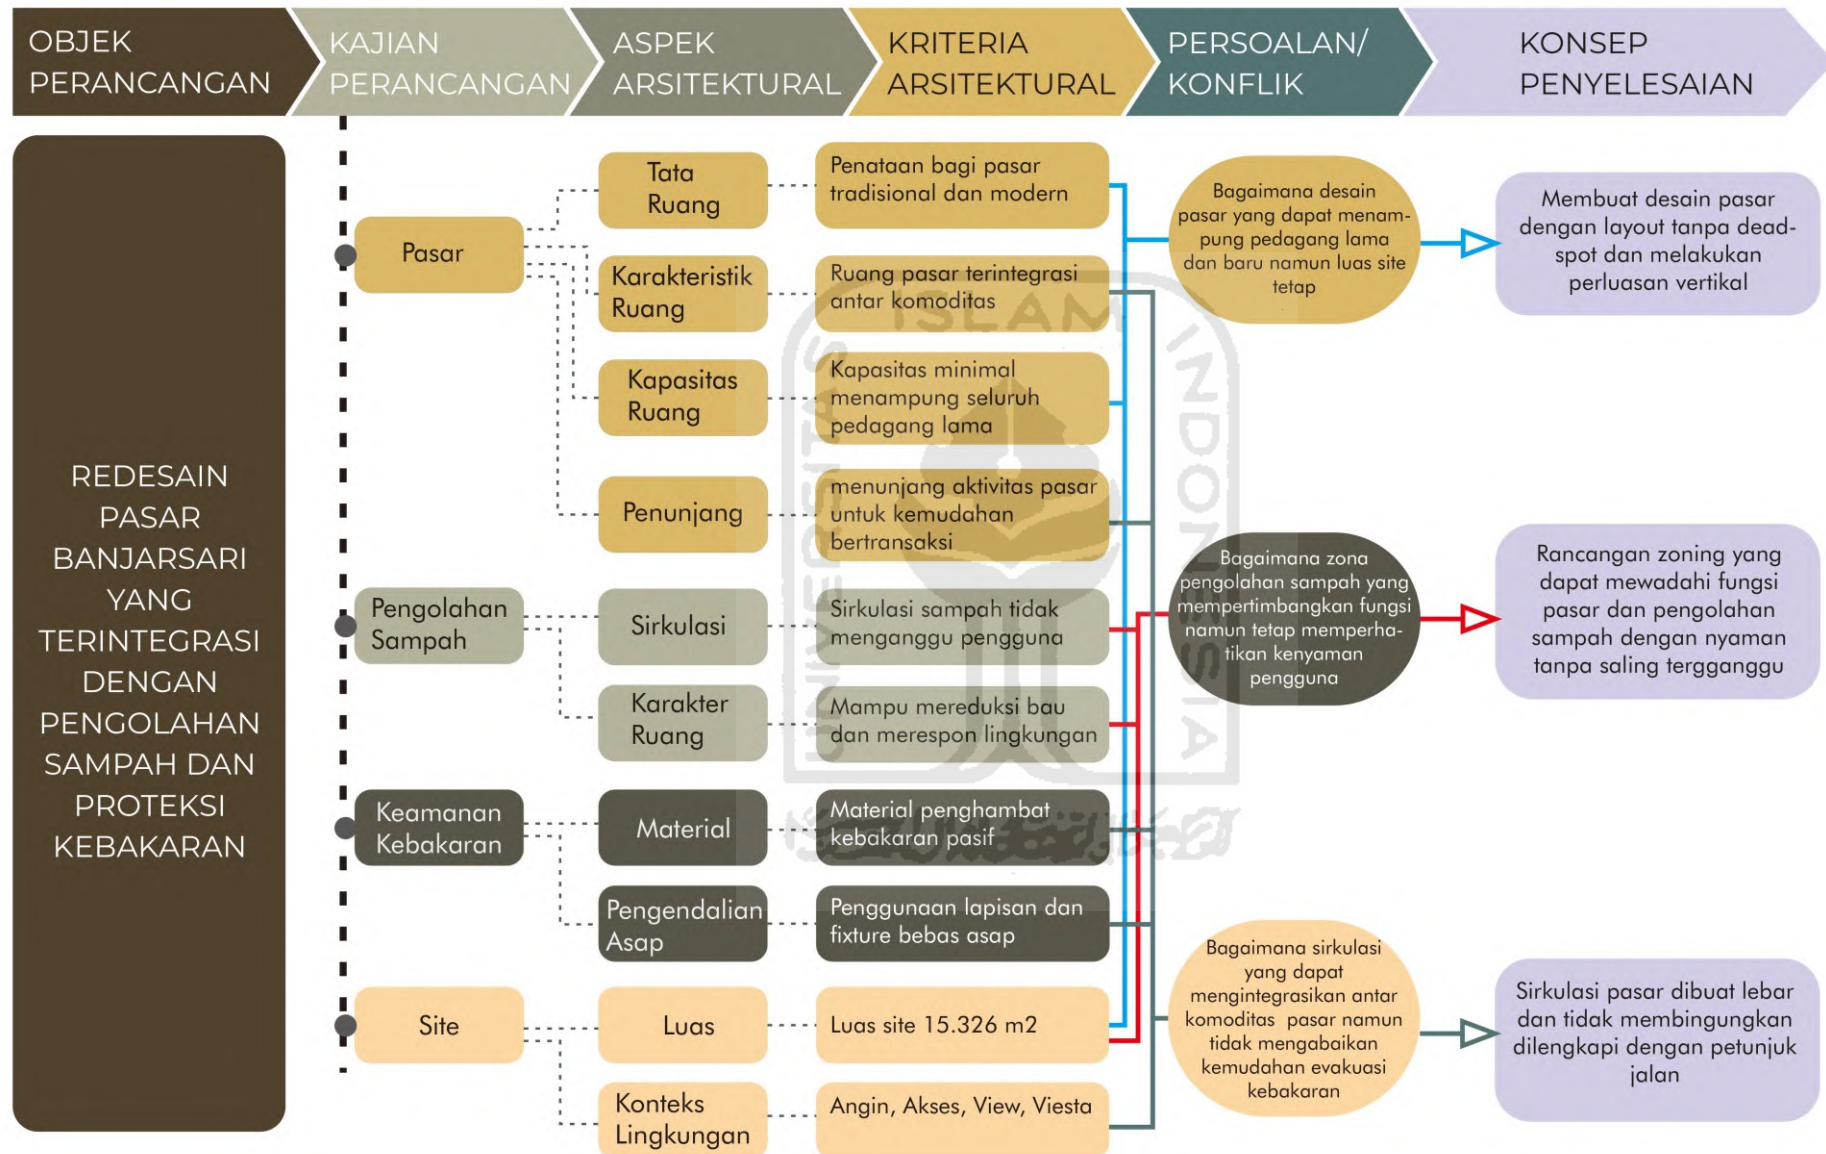 OBJEK
PERANCANGAN
KAJIAN
PERANCANGAN
ASPEK
ARSITEKTURAL
KRITERIA
ARSITEKTURAL
PERSOALAN/
KONFLIK
KONSEP
PENYELESAIAN
REDESAIN
PASAR
BANJARSARI
YANG
TERINTEGRASI
DENGAN
PENGOLAHAN
SAMPAH DAN
PROTEKSI
KEBAKARAN
Pasar
Tata
Ruang
Penataan bagi pasar
tradisional dan modern
Karakteristik
Ruang
Ruang pasar terintegrasi
antar komoditas
Kapasitas
Ruang
Kapasitas minimal
menampung seluruh
pedagang lama
Penunjang
menunjang aktivitas pasar
untuk kemudahan
bertransaksi
Pengolahan
Sampah
Sirkulasi
Sirkulasi sampah tidak
menganggu pengguna
Karakter
Ruang
Mampu mereduksi bau
dan merespon lingkungan
Keamanan
Kebakaran
Material
Material penghambat
kebakaran pasif
Pengendalian
Asap
Penggunaan lapisan dan
fixture bebas asap
Site
Luas
Luas site 15.326 m2
Konteks
Lingkungan
Angin, Akses, View, Viesta
Bagaimana desain
pasar yang dapat menam-
pung pedagang lama
dan baru namun luas site
tetap
Membuat desain pasar
dengan layout tanpa dead-
spot dan melakukan
perluasan vertikal
Bagaimana zona
pengolahan sampah yang
mempertimbangkan fungsi
namun tetap memperha-
tikan kenyaman
pengguna
Rancangan zoning yang
dapat mewadahi fungsi
pasar dan pengolahan
sampah dengan nyaman
tanpa saling tergganggu
Bagaimana sirkulasi
yang dapat
mengintegrasikan antar
komoditas pasar namun
tidak mengabaikan
kemudahan evakuasi
kebakaran
Sirkulasi pasar dibuat lebar
dan tidak membingungkan
dilengkapi dengan petunjuk
jalan
UNIVERSITAS
ISLAM
INDONESIA